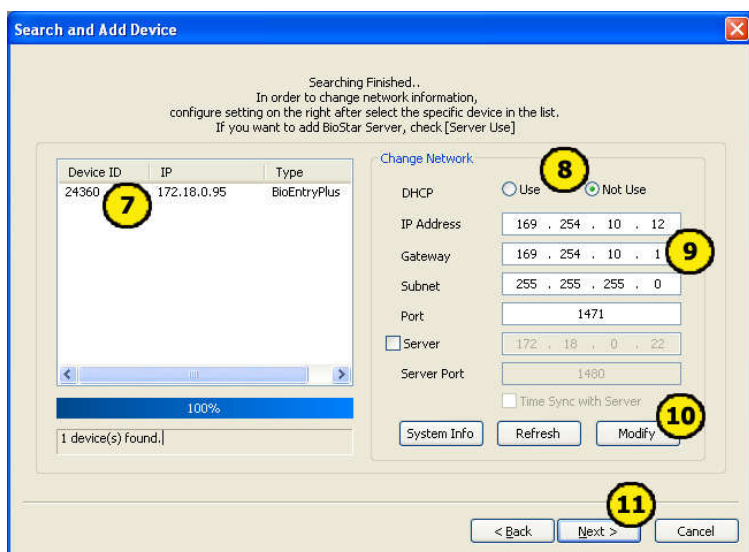 Search and Add Device
Searching Finished..
In order to change network information,
configure setting on the right after select the specific device in the list.
If you want to add BioStar Server, check [Server Use]
Device ID IP Type
24360 172.18.0.95 BioEntryPlus
7
100%
1 device(s) found.
Change Network
8
DHCP Use Not Use
IP Address 169 . 254 . 10 . 12
Gateway 169 . 254 . 10 . 1
9
Subnet 255 . 255 . 255 . 0
Port 1471
Server 172 . 18 . 0 . 22
Server Port 1480
Time Sync with Server
10
System Info Refresh Modify
11
< Back Next > Cancel